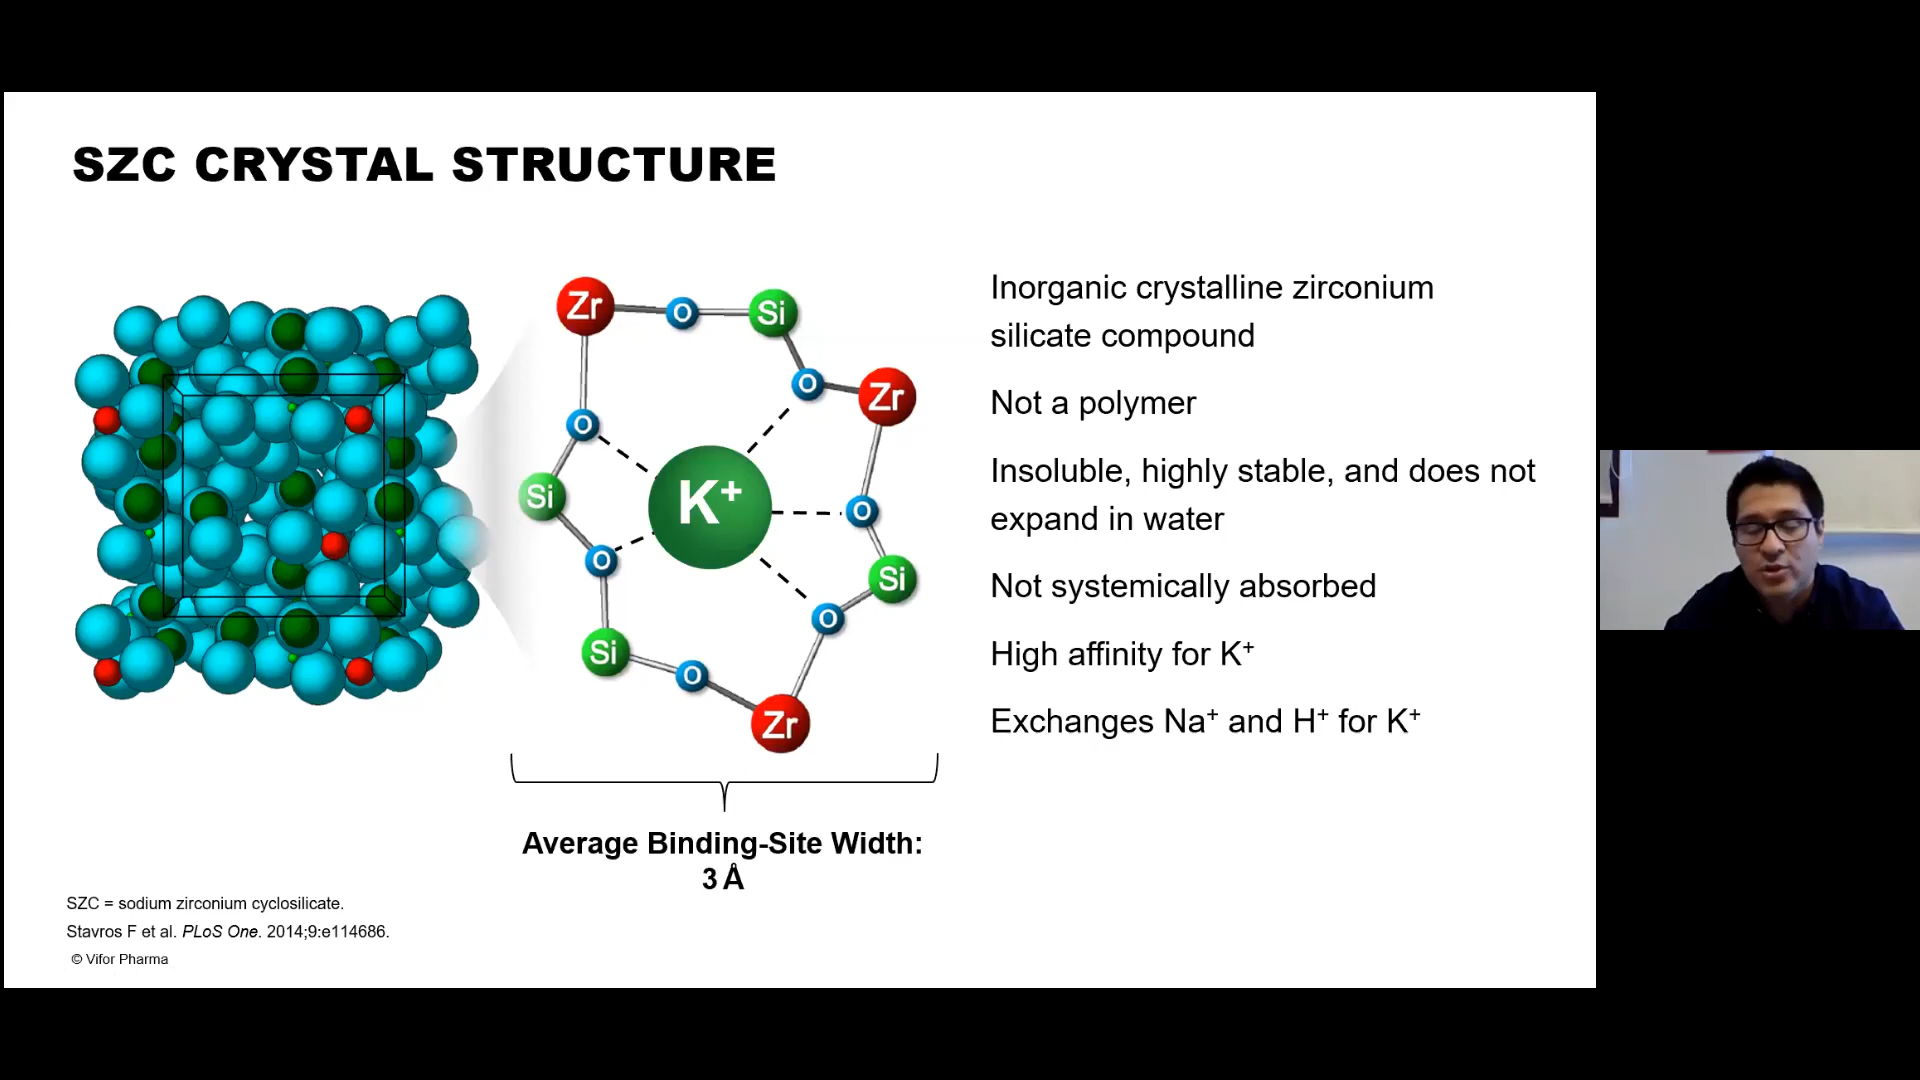 SZC CRYSTAL STRUCTURE
Zr
O
Si
O
Zr
O
Si
K⁺
O
O
Si
Si
O
O
Zr
Average Binding-Site Width:
3 Å
Inorganic crystalline zirconium
silicate compound
Not a polymer
Insoluble, highly stable, and does not
expand in water
Not systemically absorbed
High affinity for K⁺
Exchanges Na⁺ and H⁺ for K⁺
SZC = sodium zirconium cyclosilicate.
Stavros F et al. PLoS One. 2014;9:e114686.
© Vifor Pharma